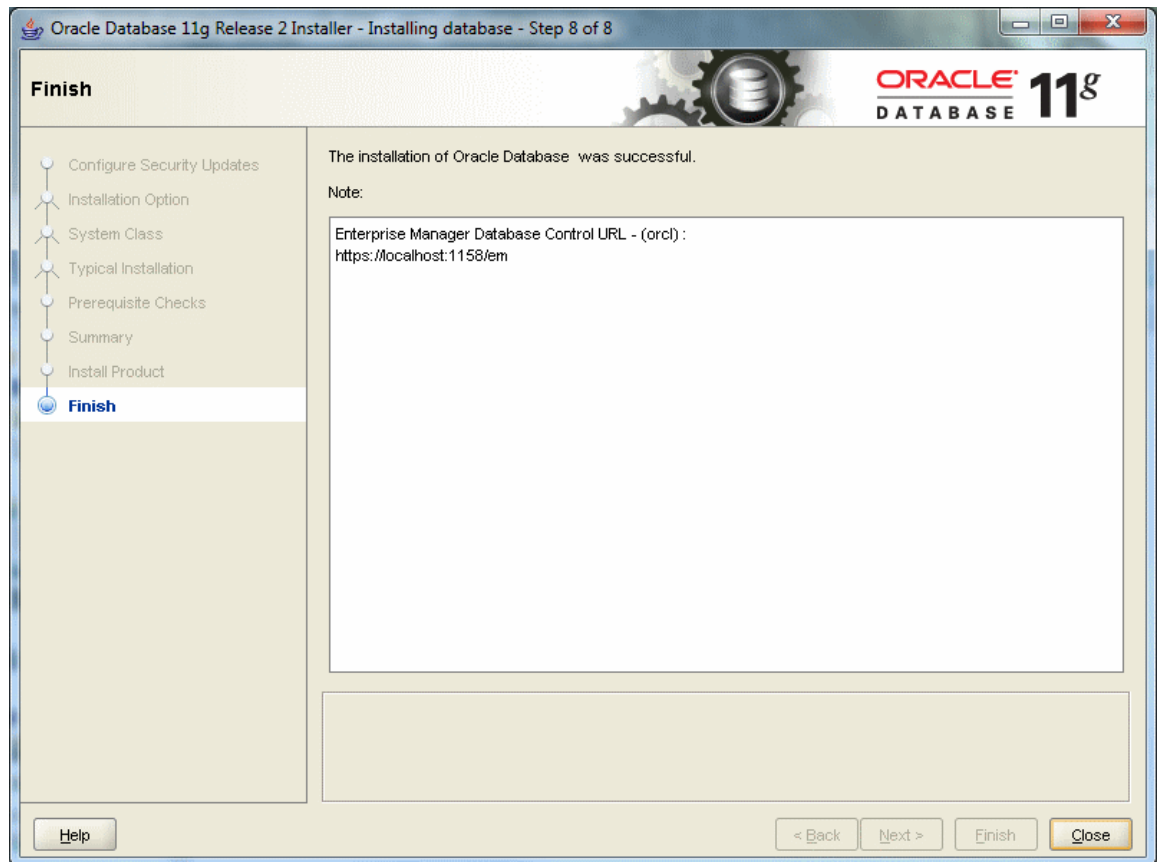 Oracle Database 11g Release 2 Installer - Installing database - Step 8 of 8
Finish
ORACLE
DATABASE
11g
Configure Security Updates
Installation Option
System Class
Typical Installation
Prerequisite Checks
Summary
Install Product
Finish
The installation of Oracle Database  was successful.
Note:
Enterprise Manager Database Control URL - (orcl) :
https://localhost:1158/em
Help
< Back
Next >
Finish
Close